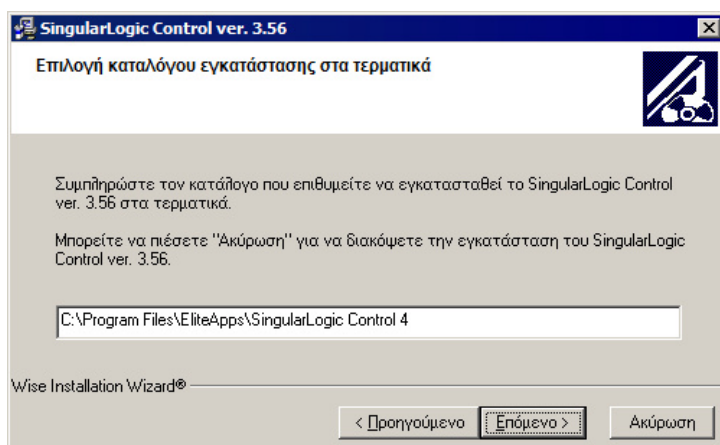 SingularLogic Control ver. 3.56
Επιλογή καταλόγου εγκατάστασης στα τερματικά
Συμπληρώστε τον κατάλογο που επιθυμείτε να εγκατασταθεί το SingularLogic Control
ver. 3.56 στα τερματικά.
Μπορείτε να πιέσετε "Ακύρωση" για να διακόψετε την εγκατάσταση του SingularLogic
Control ver. 3.56.
C:\Program Files\EliteApps\SingularLogic Control 4
Wise Installation Wizard®
< Προηγούμενο Επόμενο > Ακύρωση